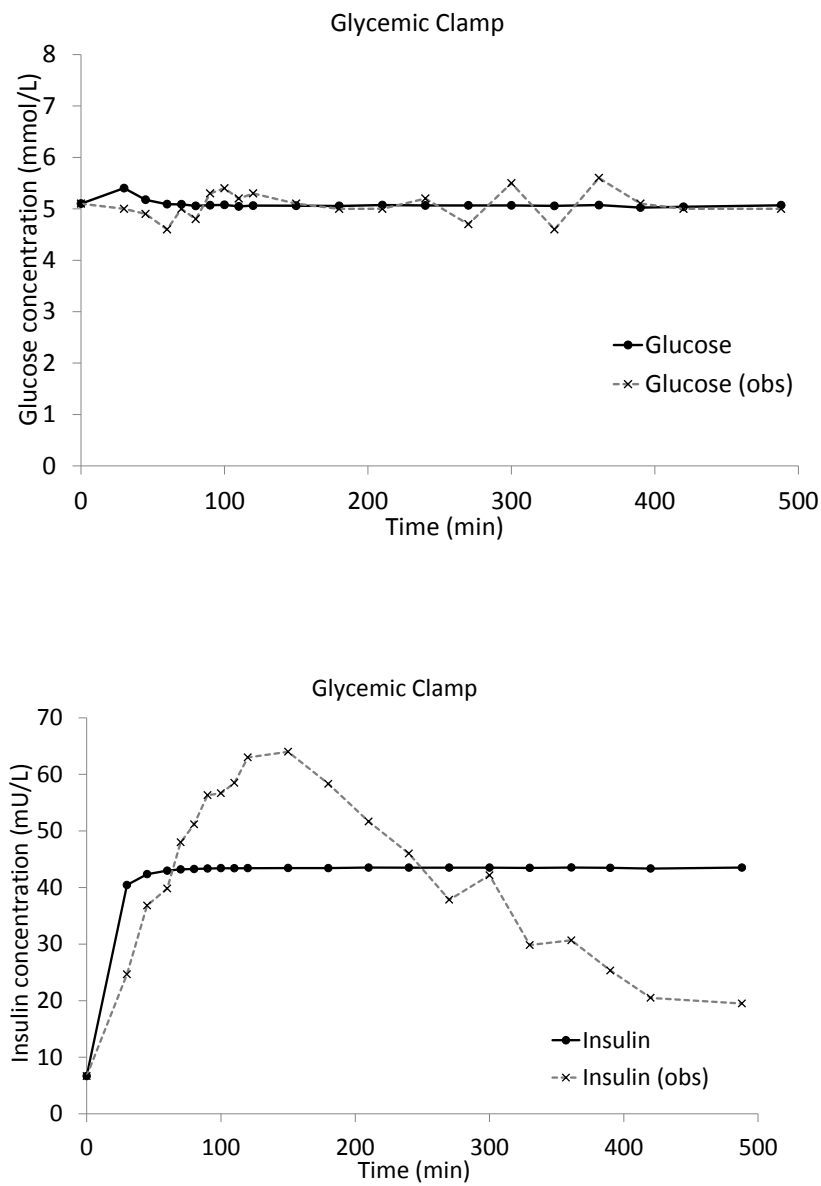 Glycemic Clamp
Glucose concentration (mmol/L)
8
7
6
5
4
3
2
1
0
Glucose
Glucose (obs)
0 100 200 300 400 500
Time (min)
Glycemic Clamp
Insulin concentration (mU/L)
70
60
50
40
30
20
10
0
Insulin
Insulin (obs)
0 100 200 300 400 500
Time (min)